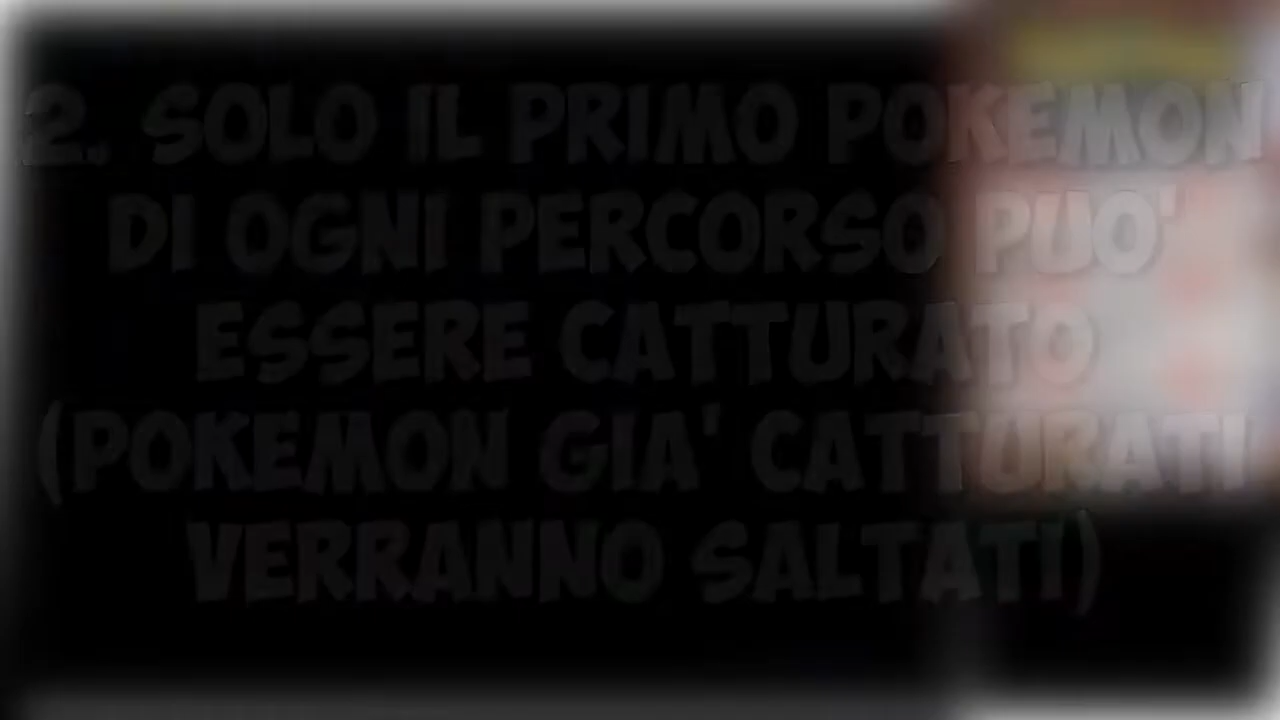 2. SOLO IL PRIMO POKEMON
DI OGNI PERCORSO PUO'
ESSERE CATTURATO
(POKEMON GIA' CATTURATI
VERRANNO SALTATI)